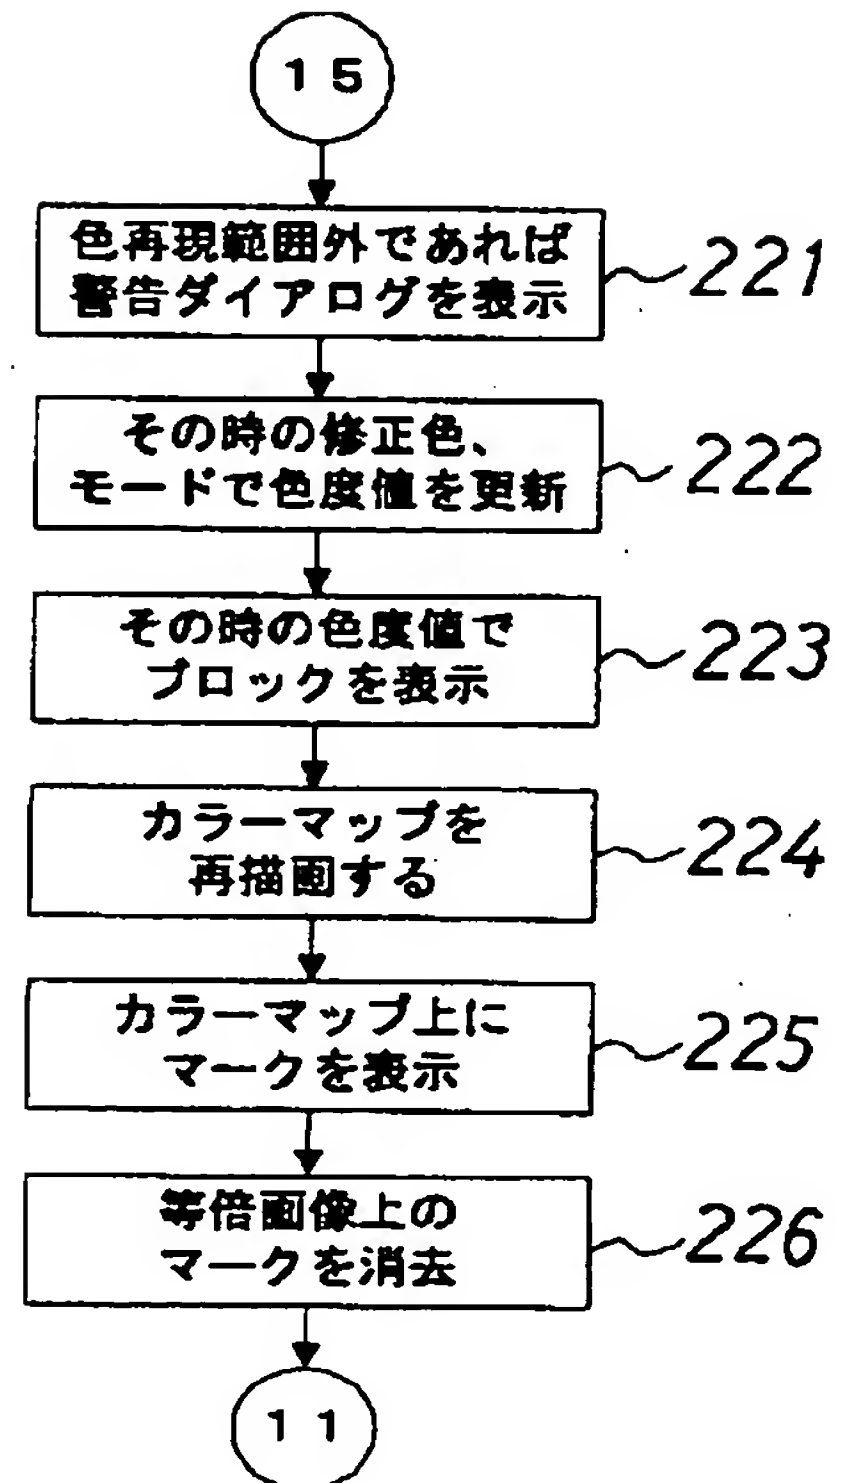 15
色再現範囲外であれば
警告ダイアログを表示
221
その時の修正色、
モードで色度値を更新
222
その時の色度値で
ブロックを表示
223
カラーマップを
再描画する
224
カラーマップ上に
マークを表示
225
等倍画像上の
マークを消去
226
11